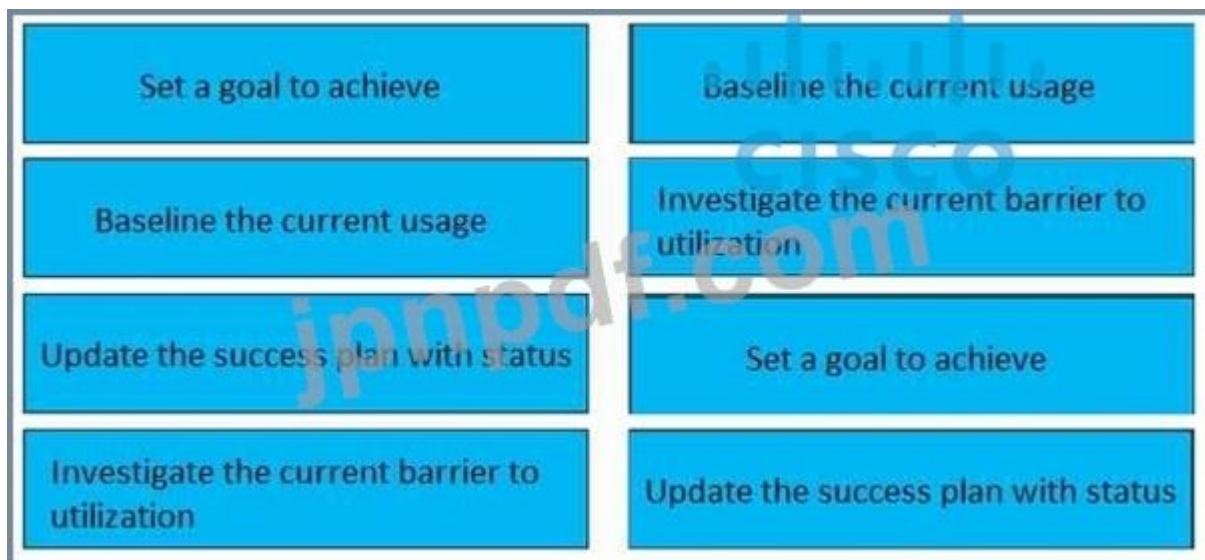 Set a goal to achieve
Baseline the current usage
Update the success plan with status
Investigate the current barrier to
utilization
Baseline the current usage
Investigate the current barrier to
utilization
Set a goal to achieve
Update the success plan with status
CISCO
jpnpdf.com